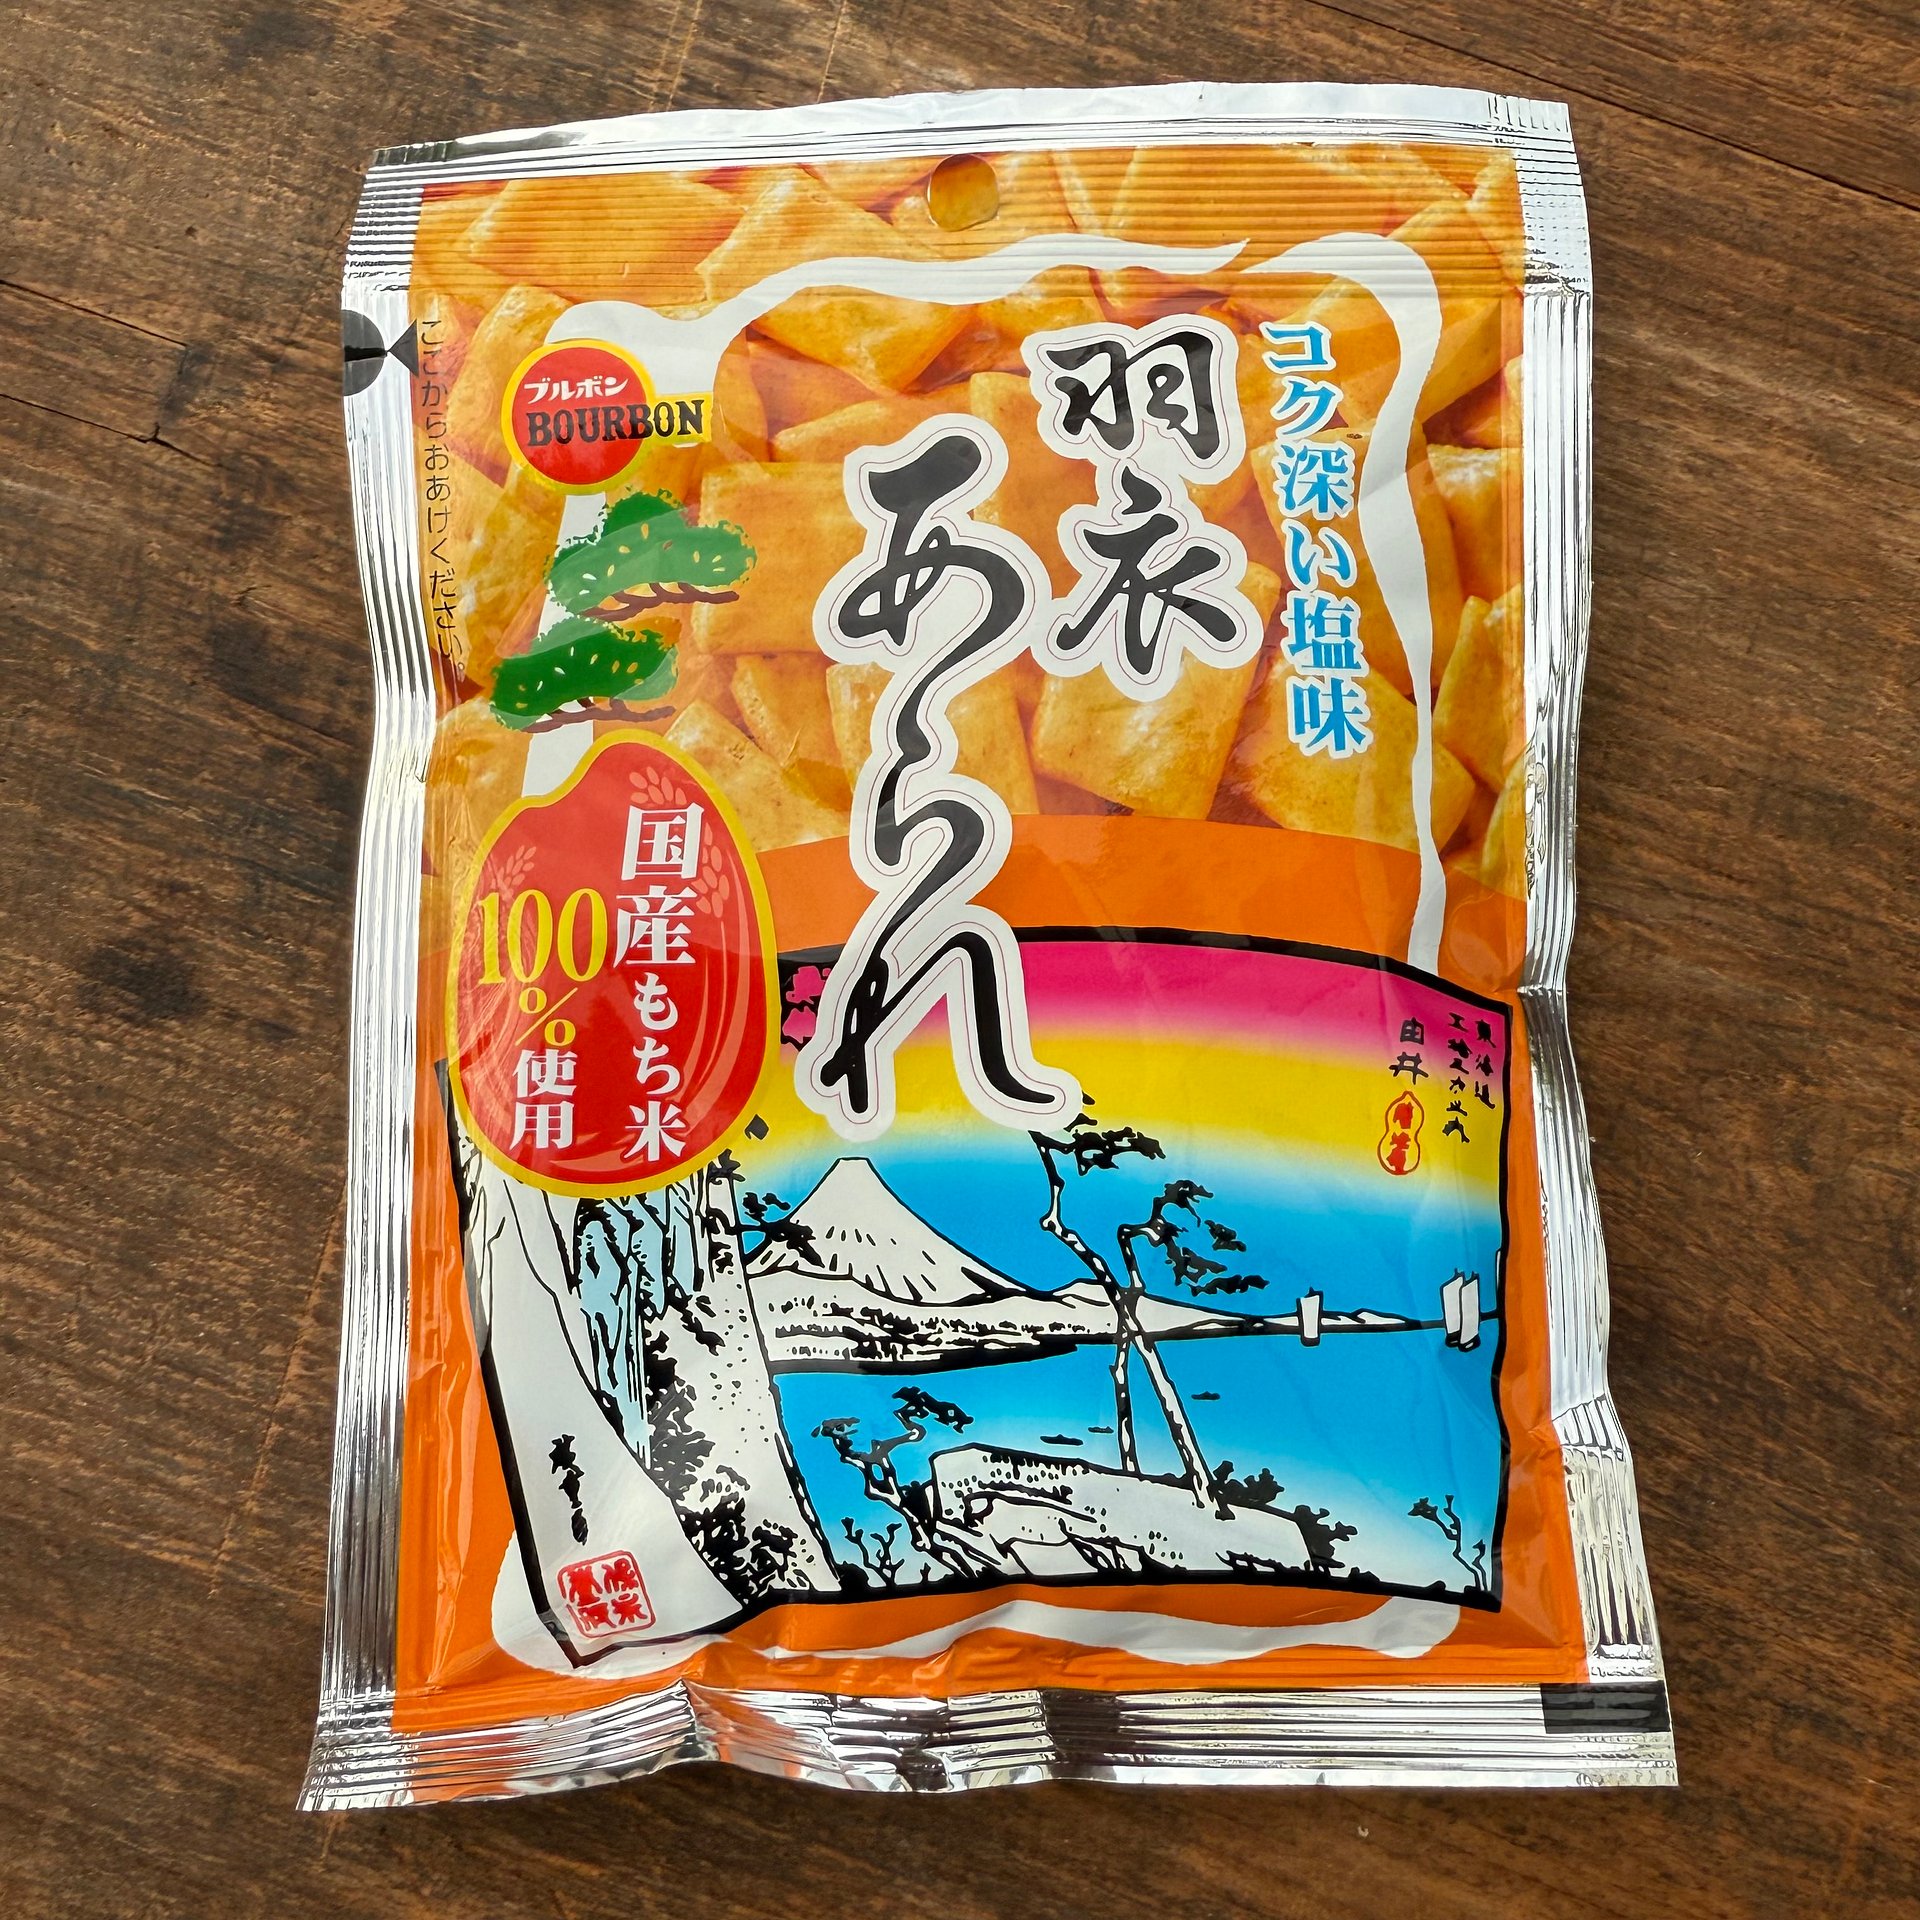 ブルボン
BOURBON
コク深い塩味
羽衣
あられ
国産もち米
100%使用
ここからおあけください。
由井